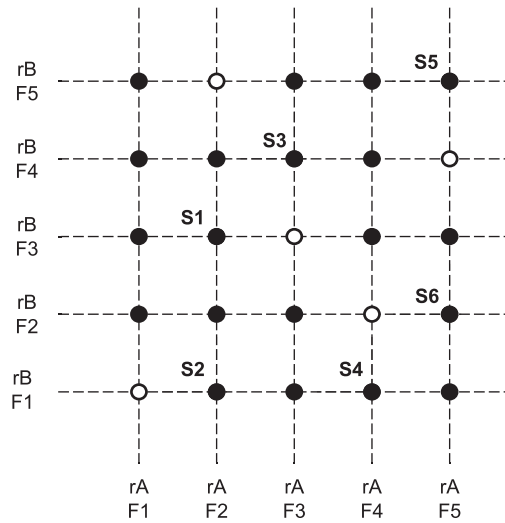 S5
rB
F5
S3
rB
F4
S1
rB
F3
S6
rB
F2
S2 S4
rB
F1
rA rA rA rA rA
F1 F2 F3 F4 F5